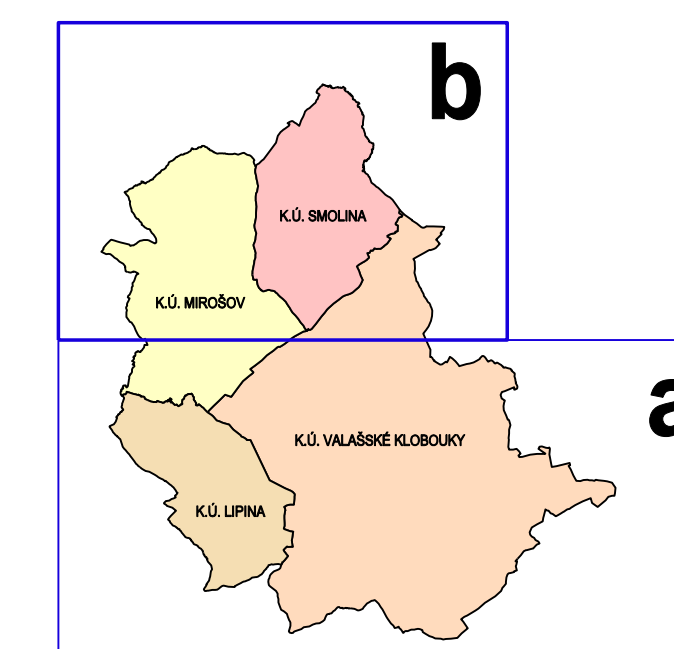 b
K.Ú. SMOLINA
K.Ú. MIROŠOV
a
K.Ú. VALAŠSKÉ KLOBOUKY
K.Ú. LIPINA